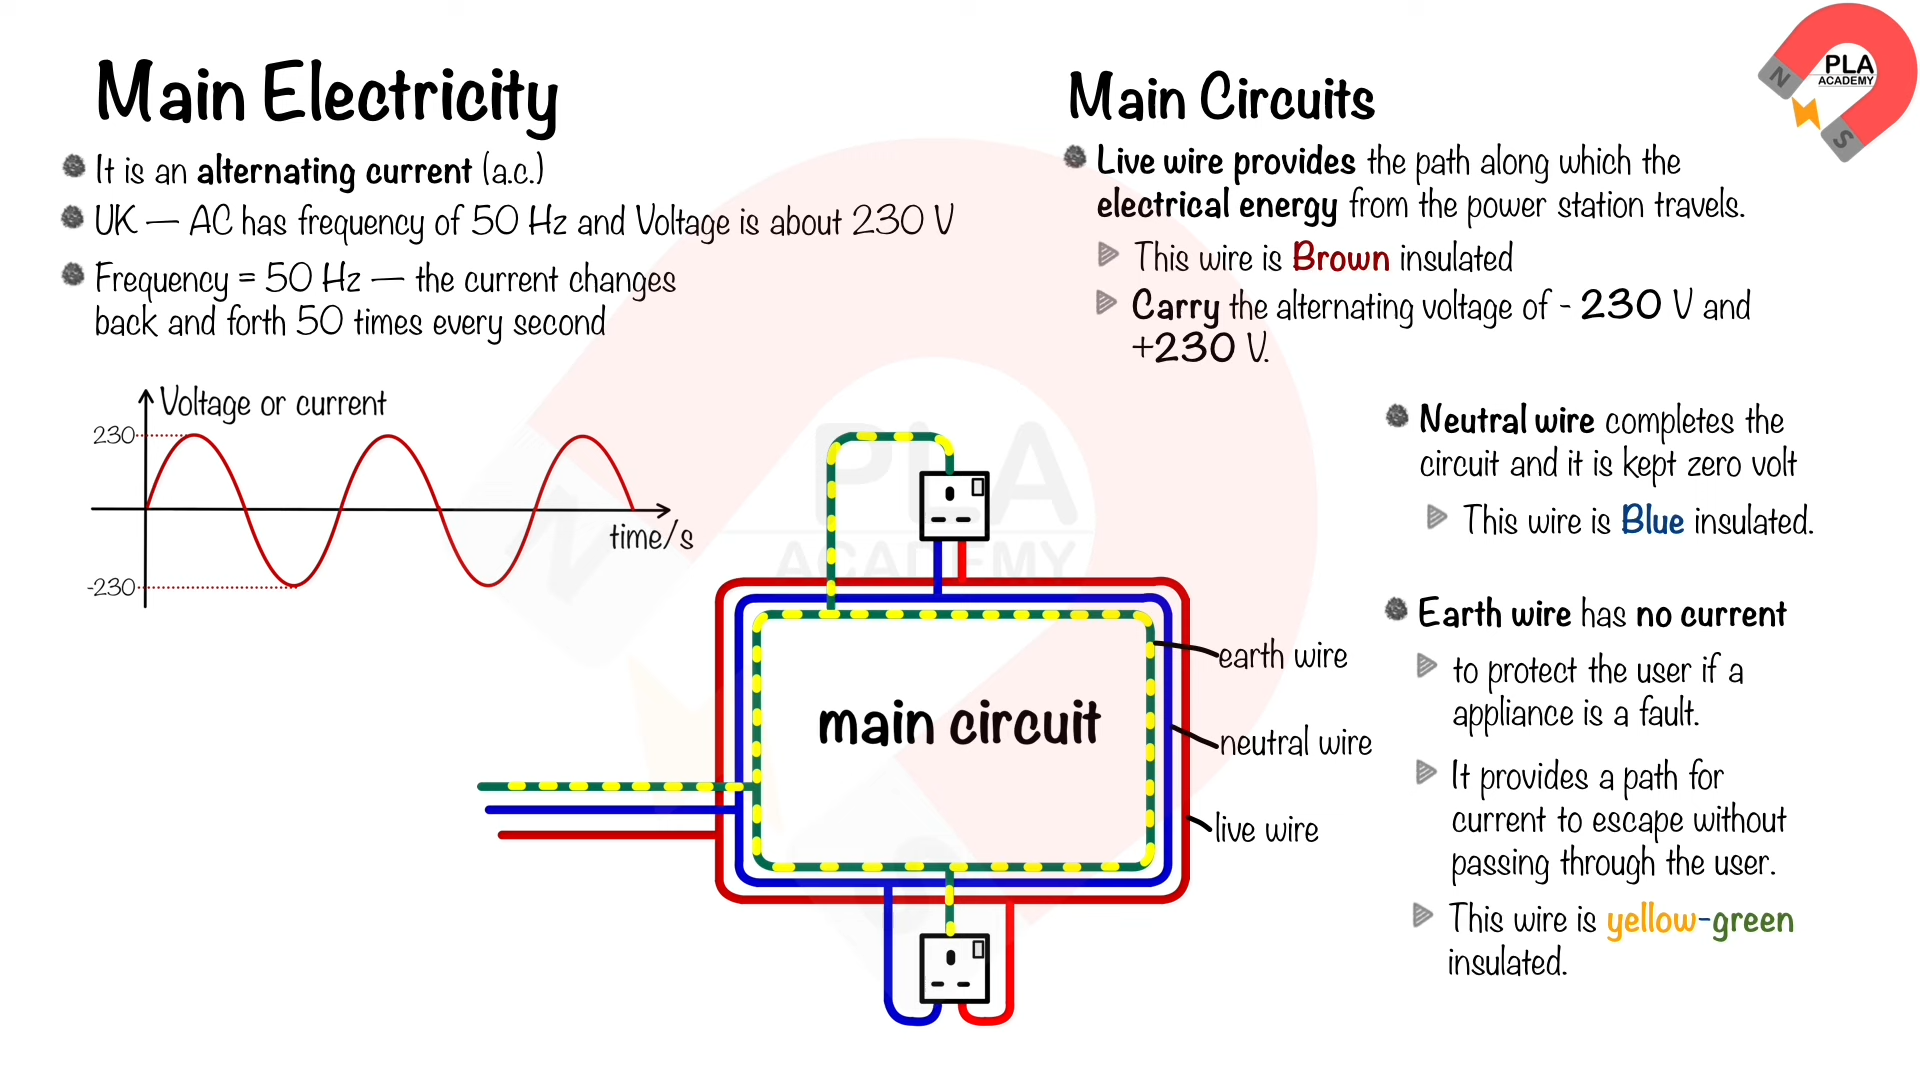 Main Electricity
It is an alternating current (a.c.)
UK — AC has frequency of 50 Hz and Voltage is about 230 V
Frequency = 50 Hz — the current changes
back and forth 50 times every second
Voltage or current
230
-230
time/s
Main Circuits
Live wire provides the path along which the
electrical energy from the power station travels.
This wire is Brown insulated
Carry the alternating voltage of - 230 V and
+230 V.
Neutral wire completes the
circuit and it is kept zero volt
This wire is Blue insulated.
Earth wire has no current
to protect the user if a
appliance is a fault.
It provides a path for
current to escape without
passing through the user.
This wire is yellow-green
insulated.
main circuit
earth wire
neutral wire
live wire
PLA
ACADEMY
N
S
PLA
ACADEMY
N